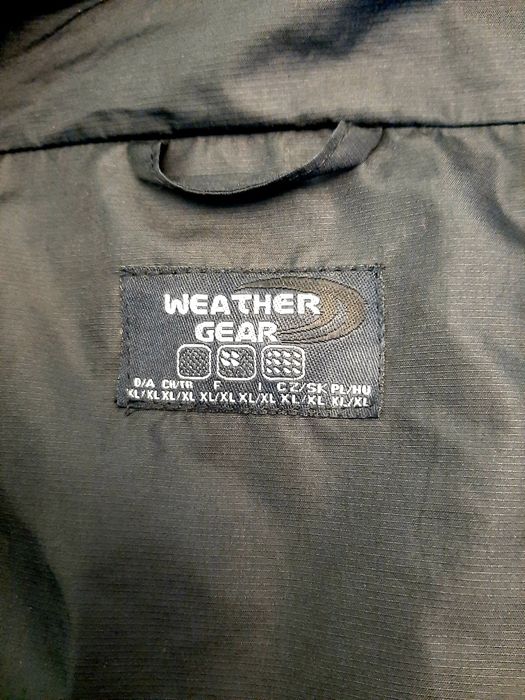 WEATHER
GEAR
D/A CH/TR F I CZ/SK PL/HU
XL/XL XL/XL XL/XL XL/XL XL/XL XL/XL